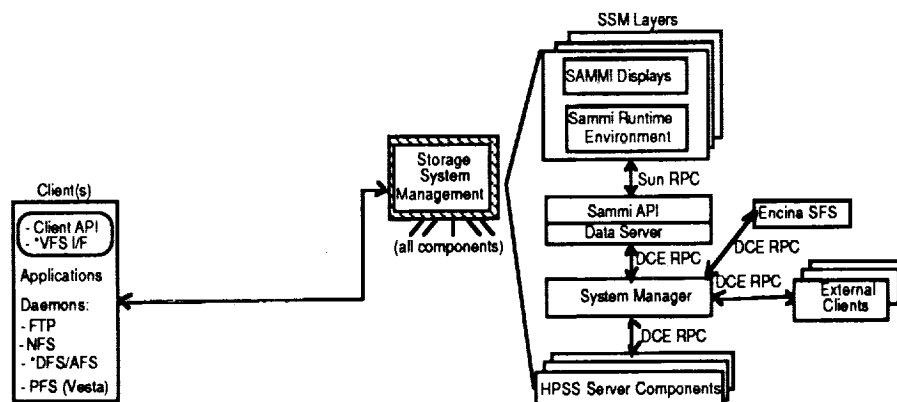 SSM Layers
SAMMI Displays
Sammi Runtime
Environment
Storage
System
Management
(all components)
Sun RPC
Client(s)
- Client API
- *VFS I/F
Applications
Daemons:
- FTP
- NFS
- *DFS/AFS
- PFS (Vesta)
Sammi API
Data Server
Encina SFS
DCE RPC
DCE RPC
DCE RPC
System Manager
External
Clients
DCE RPC
HPSS Server Components